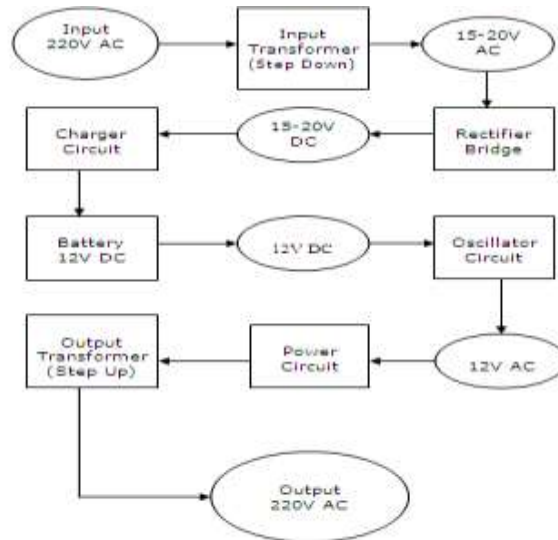 Input
220V AC
Input
Transformer
(Step Down)
15-20V
AC
Charger
Circuit
15-20V
DC
Rectifier
Bridge
Battery
12V DC
12V DC
Oscillator
Circuit
Output
Transformer
(Step Up)
Power
Circuit
12V AC
Output
220V AC